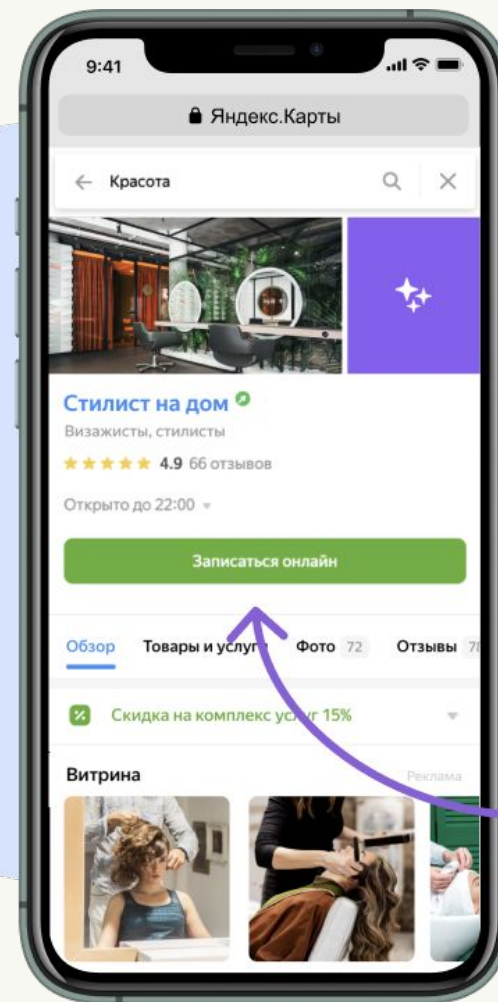 9:41
Яндекс.Карты
Красота
Стилист на дом
Визажисты, стилисты
4.9 66 отзывов
Открыто до 22:00
Записаться онлайн
Обзор Товары и услуги Фото 72 Отзывы 78
Скидка на комплекс услуг 15%
Витрина Реклама